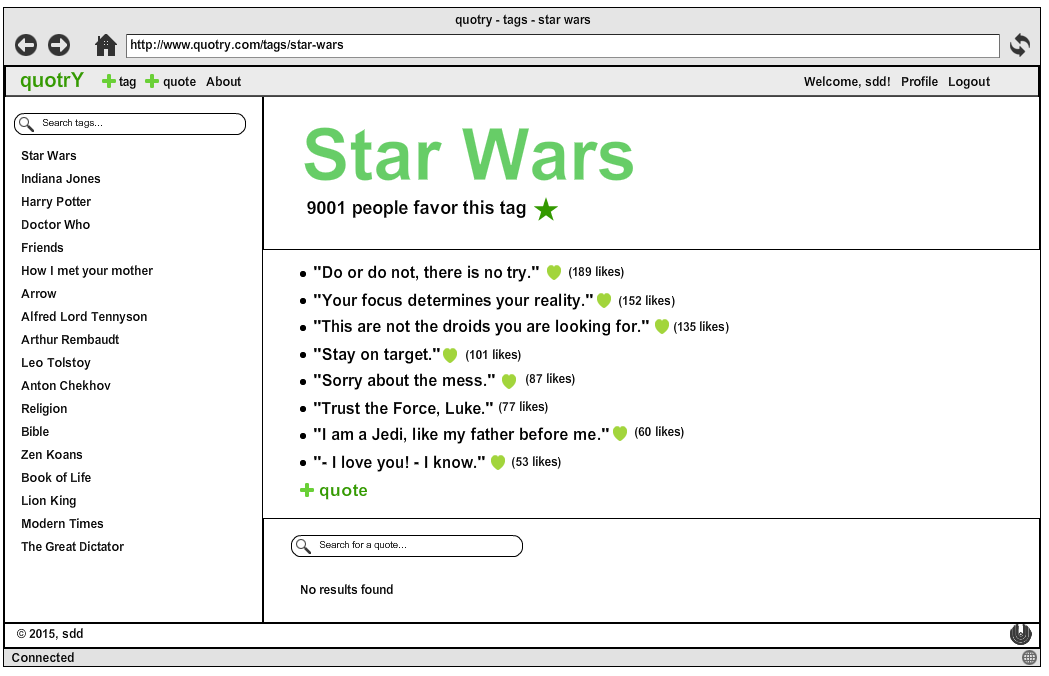 quotry - tags - star wars
http://www.quotry.com/tags/star-wars
quotrY tag quote About Welcome, sdd! Profile Logout
Search tags...
Star Wars
Indiana Jones
Harry Potter
Doctor Who
Friends
How I met your mother
Arrow
Alfred Lord Tennyson
Arthur Rembaudt
Leo Tolstoy
Anton Chekhov
Religion
Bible
Zen Koans
Book of Life
Lion King
Modern Times
The Great Dictator
Star Wars
9001 people favor this tag
"Do or do not, there is no try." (189 likes)
"Your focus determines your reality." (152 likes)
"This are not the droids you are looking for." (135 likes)
"Stay on target." (101 likes)
"Sorry about the mess." (87 likes)
"Trust the Force, Luke." (77 likes)
"I am a Jedi, like my father before me." (60 likes)
"- I love you! - I know." (53 likes)
quote
Search for a quote...
No results found
© 2015, sdd
Connected